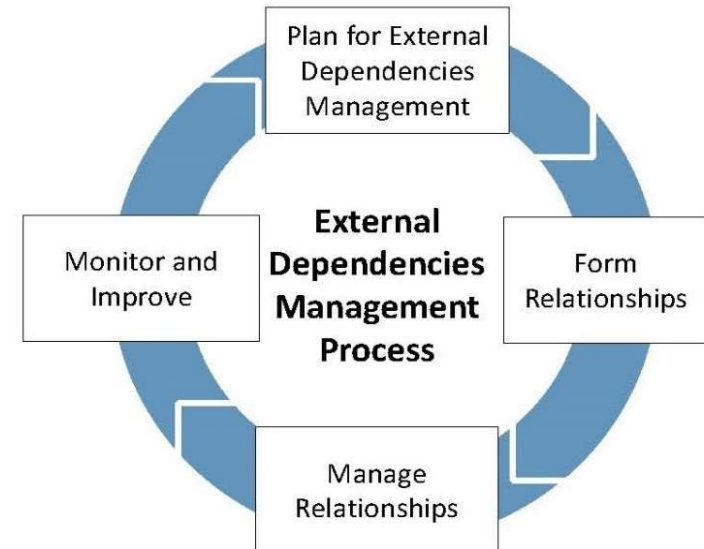 Plan for External
Dependencies
Management
External
Dependencies
Management
Process
Form
Relationships
Manage
Relationships
Monitor and
Improve